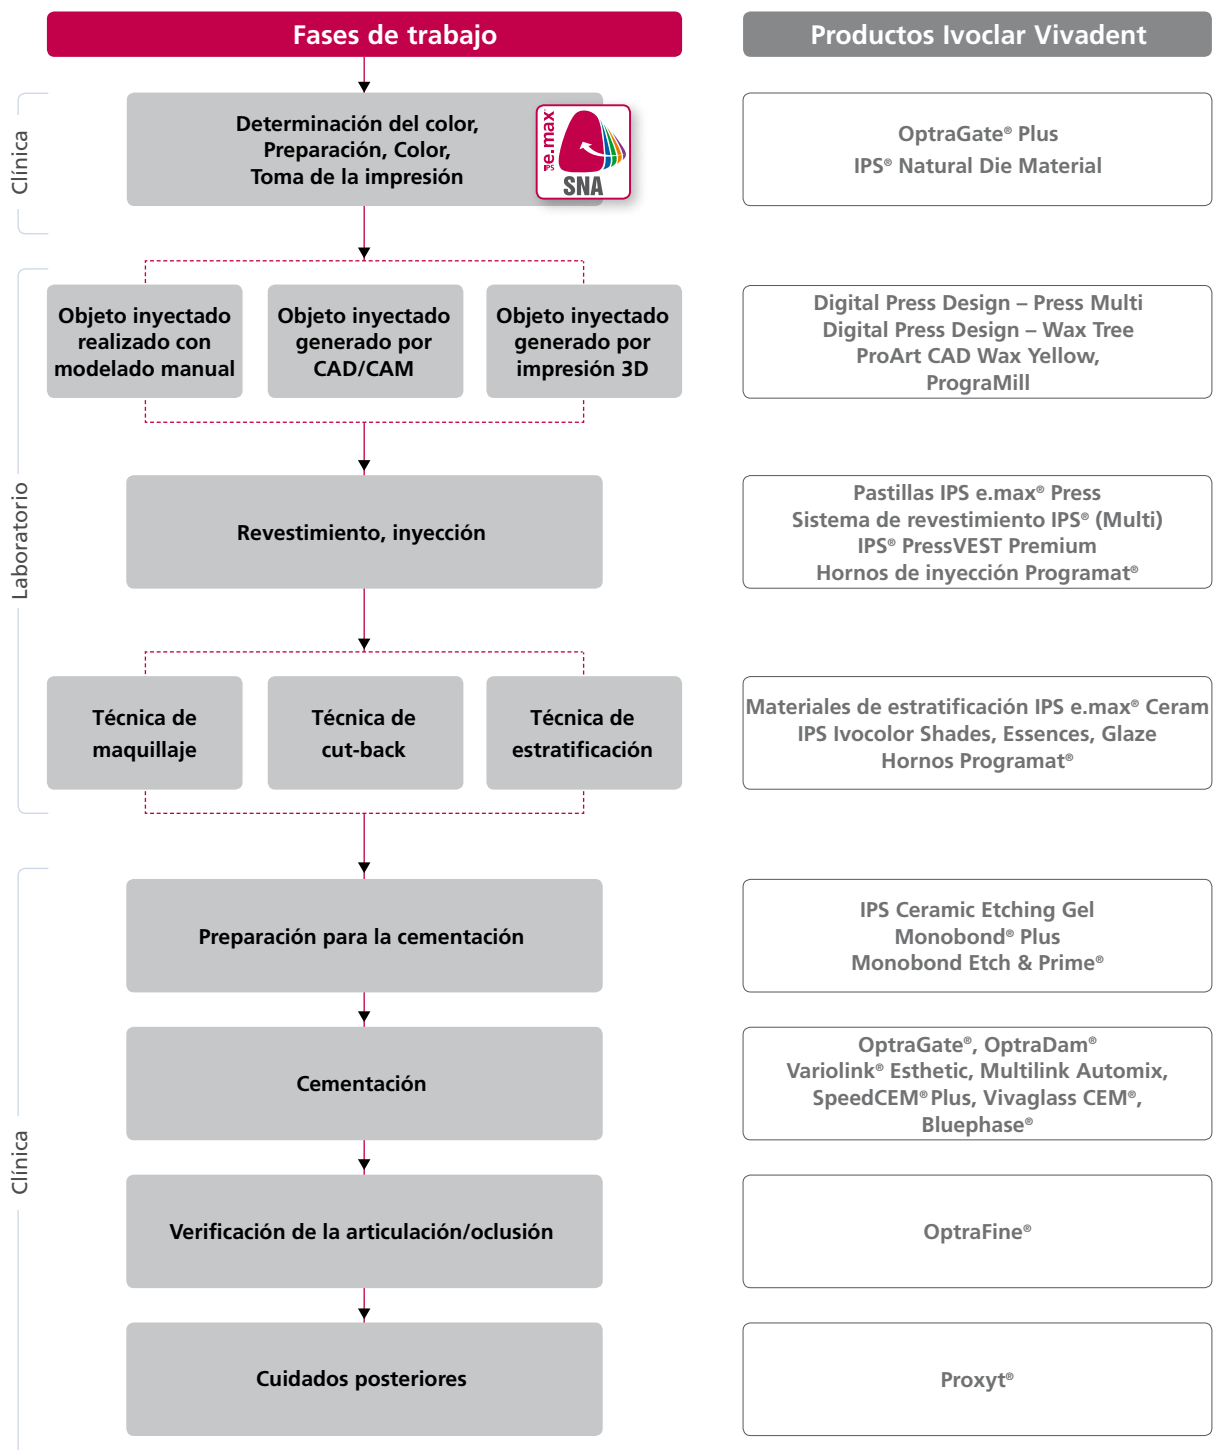 Fases de trabajo
Productos Ivoclar Vivadent
Clínica
Determinación del color,
Preparación, Color,
Toma de la impresión
IPS
e.max
SNA
OptraGate® Plus
IPS® Natural Die Material
Laboratorio
Objeto inyectado
realizado con
modelado manual
Objeto inyectado
generado por
CAD/CAM
Objeto inyectado
generado por
impresión 3D
Digital Press Design – Press Multi
Digital Press Design – Wax Tree
ProArt CAD Wax Yellow,
PrograMill
Revestimiento, inyección
Pastillas IPS e.max® Press
Sistema de revestimiento IPS® (Multi)
IPS® PressVEST Premium
Hornos de inyección Programat®
Técnica de
maquillaje
Técnica de
cut-back
Técnica de
estratificación
Materiales de estratificación IPS e.max® Ceram
IPS Ivocolor Shades, Essences, Glaze
Hornos Programat®
Clínica
Preparación para la cementación
IPS Ceramic Etching Gel
Monobond® Plus
Monobond Etch & Prime®
Cementación
OptraGate®, OptraDam®
Variolink® Esthetic, Multilink Automix,
SpeedCEM® Plus, Vivaglass CEM®,
Bluephase®
Verificación de la articulación/oclusión
OptraFine®
Cuidados posteriores
Proxyt®